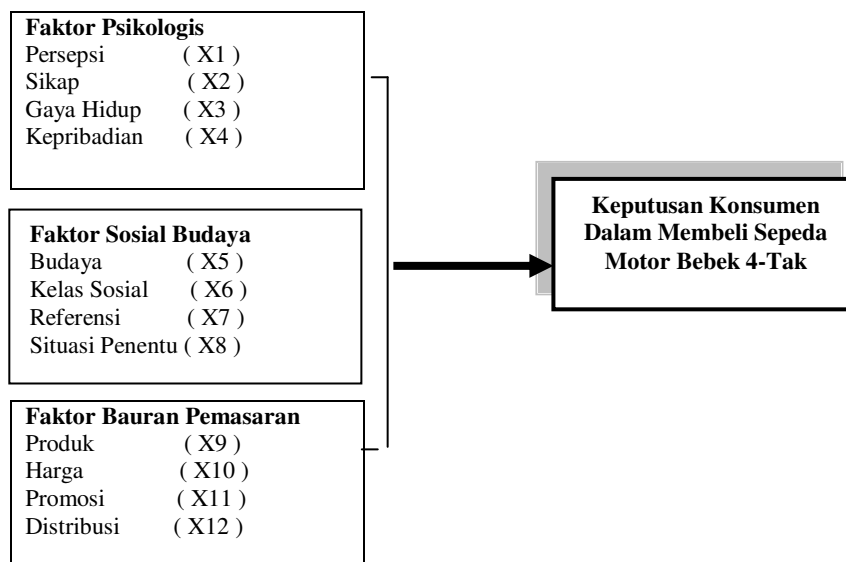 Faktor Psikologis
Persepsi ( X1 )
Sikap ( X2 )
Gaya Hidup ( X3 )
Kepribadian ( X4 )
Faktor Sosial Budaya
Budaya ( X5 )
Kelas Sosial ( X6 )
Referensi ( X7 )
Situasi Penentu ( X8 )
Faktor Bauran Pemasaran
Produk ( X9 )
Harga ( X10 )
Promosi ( X11 )
Distribusi ( X12 )
Keputusan Konsumen
Dalam Membeli Sepeda
Motor Bebek 4-Tak